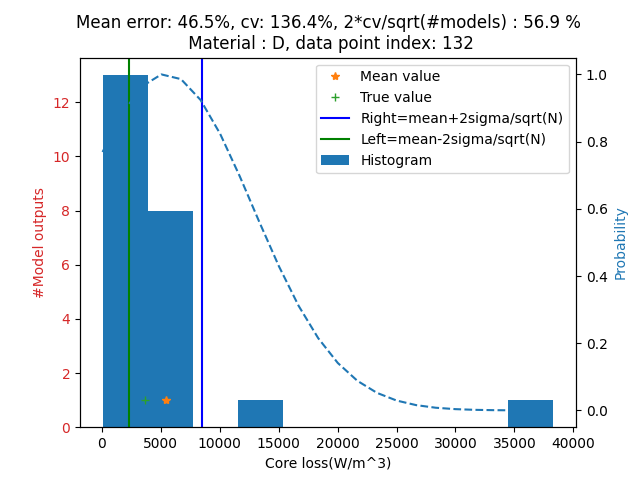 Mean error: 46.5%, cv: 136.4%, 2*cv/sqrt(#models) : 56.9 %
Material : D, data point index: 132
Mean value
True value
Right=mean+2sigma/sqrt(N)
Left=mean-2sigma/sqrt(N)
Histogram
#Model outputs
12
10
8
6
4
2
0
1.0
0.8
0.6
0.4
0.2
0.0
Probability
0 5000 10000 15000 20000 25000 30000 35000 40000
Core loss(W/m^3)